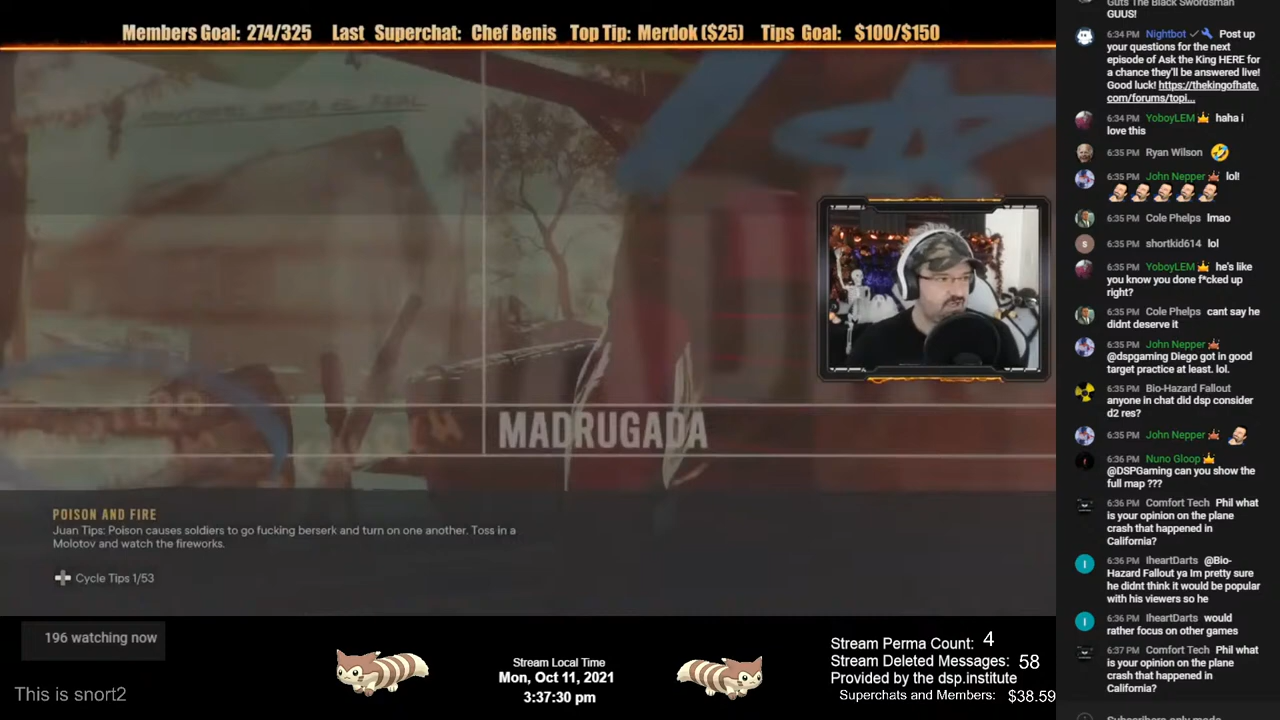 Members Goal: 274/325 Last Superchat: Chef Benis Top Tip: Merdok ($25) Tips Goal: $100/$150
MADRUGADA
POISON AND FIRE
Juan Tips: Poison causes soldiers to go fucking berserk and turn on one another. Toss in a
Molotov and watch the fireworks.
Cycle Tips 1/53
196 watching now
This is snort2
Stream Local Time
Mon, Oct 11, 2021
3:37:30 pm
Stream Perma Count: 4
Stream Deleted Messages: 58
Provided by the dsp.institute
Superchats and Members: $38.59
Guts The Black Swordsman
GUUS!
6:34 PM Nightbot Post up
your questions for the next
episode of Ask the King HERE for
a chance they'll be answered live!
Good luck! https://thekingofhate.
com/forums/topi...
6:34 PM YoboyLEM haha i
love this
6:35 PM Ryan Wilson
6:35 PM John Nepper lol!
6:35 PM Cole Phelps lmao
S 6:35 PM shortkid614 lol
6:35 PM YoboyLEM he's like
you know you done f*cked up
right?
6:35 PM Cole Phelps cant say he
didnt deserve it
6:35 PM John Nepper
@dspgaming Diego got in good
target practice at least. lol.
6:35 PM Bio-Hazard Fallout
anyone in chat did dsp consider
d2 res?
6:35 PM John Nepper
6:36 PM Nuno Gloop
@DSPGaming can you show the
full map ???
6:36 PM Comfort Tech Phil what
is your opinion on the plane
crash that happened in
California?
I 6:36 PM IheartDarts @Bio-
Hazard Fallout ya Im pretty sure
he didnt think it would be popular
with his viewers so he
I 6:36 PM IheartDarts would
rather focus on other games
6:37 PM Comfort Tech Phil what
is your opinion on the plane
crash that happened in
California?
Subscribers-only mode